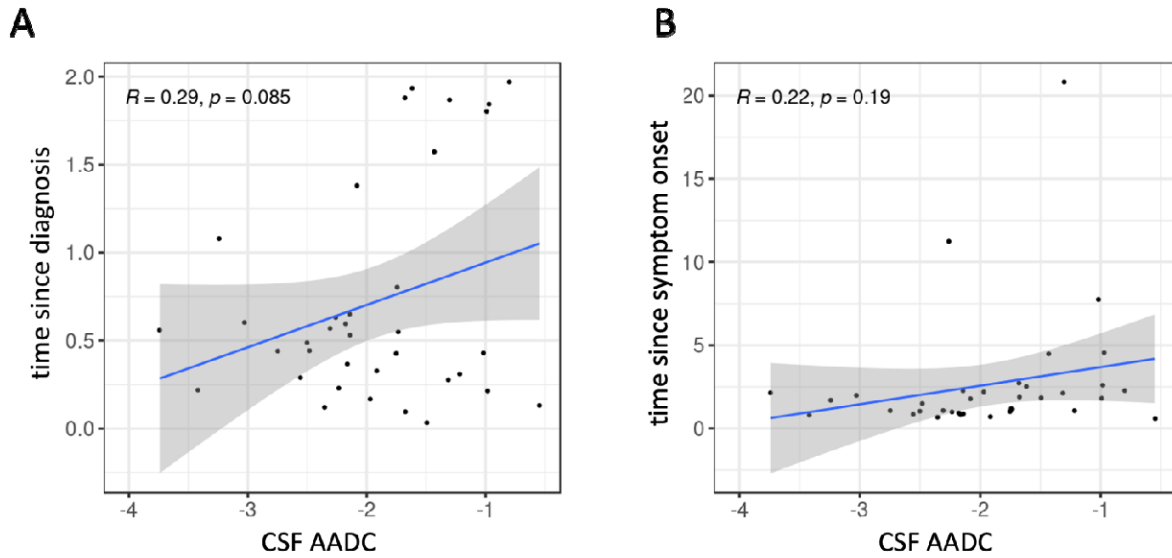 A
R = 0.29, p = 0.085
2.0
1.5
1.0
0.5
0.0
time since diagnosis
-4
-3
-2
-1
CSF AADC
B
R = 0.22, p = 0.19
20
15
10
5
0
time since symptom onset
-4
-3
-2
-1
CSF AADC